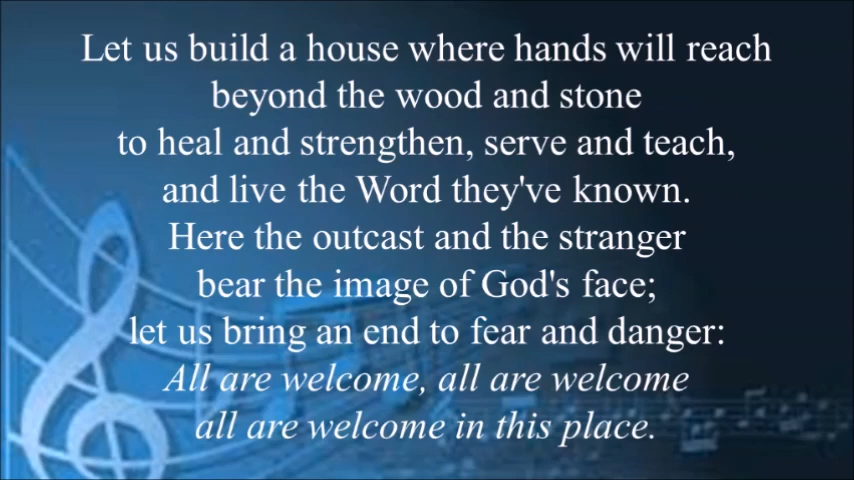 Let us build a house where hands will reach
beyond the wood and stone
to heal and strengthen, serve and teach,
and live the Word they've known.
Here the outcast and the stranger
bear the image of God's face;
let us bring an end to fear and danger:
All are welcome, all are welcome
all are welcome in this place.